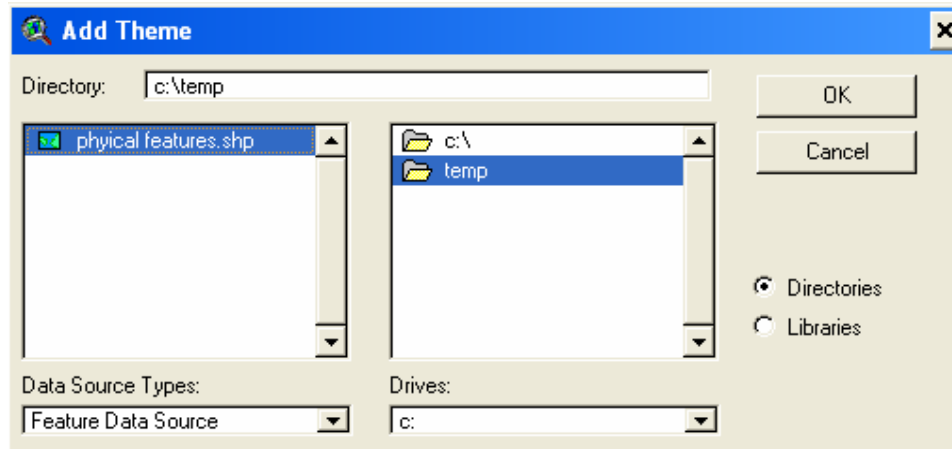 Add Theme
Directory: c:\temp
OK
phyical features.shp
c:\
Cancel
temp
Directories
Libraries
Data Source Types:
Drives:
Feature Data Source
c: